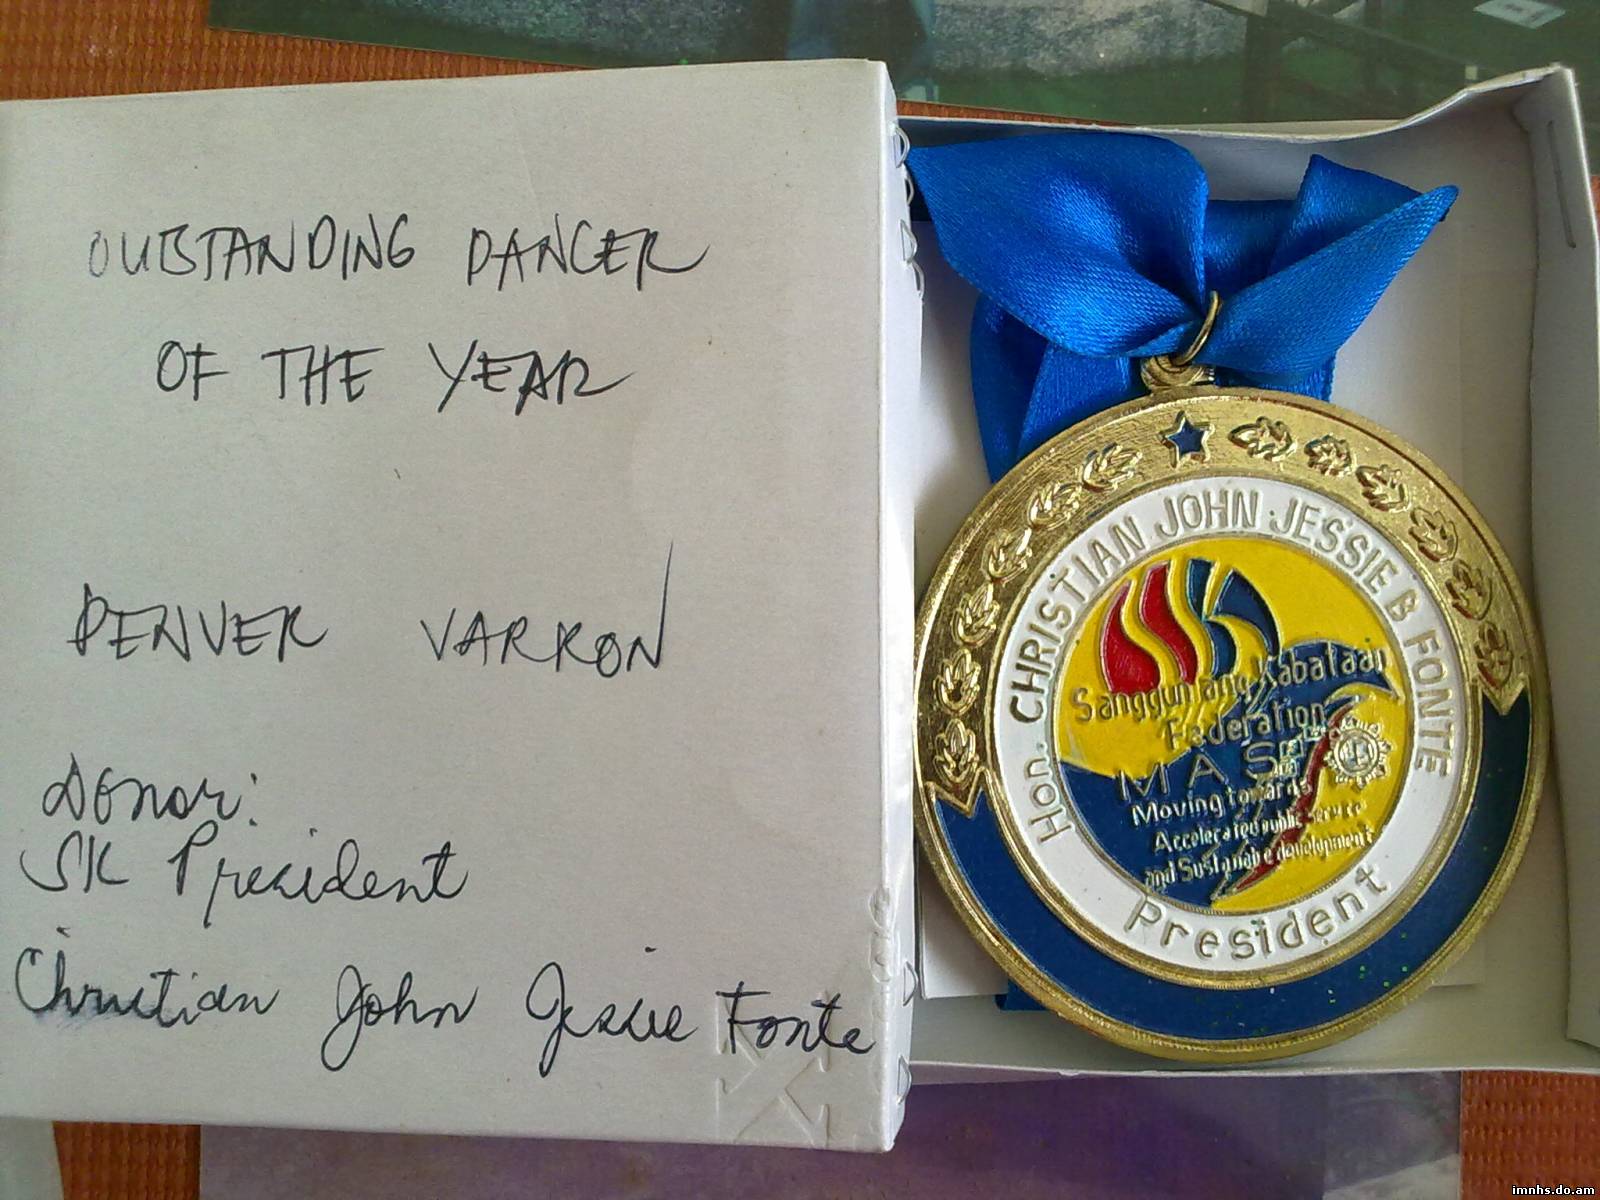 OUTSTANDING DANCER
OF THE YEAR
DENVER VARRON
Donor:
SK President
Christian John Jessie Fonte
Hon. CHRISTIAN JOHN JESSIE B FONTE
President
SK
Sangguniang Kabataan
Federation
MAS
Moving towards
Accelerated public service
and Sustainable development
imnhs.do.am